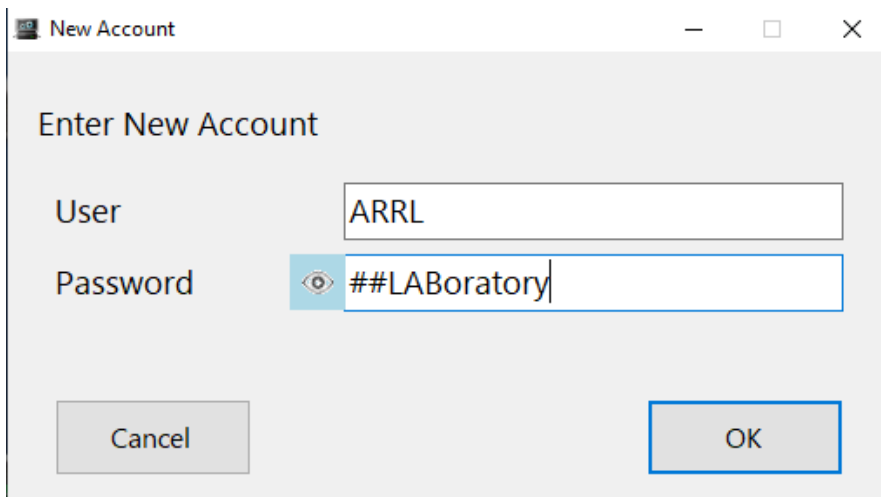 New Account
Enter New Account
User ARRL
Password ##LABoratory
Cancel OK